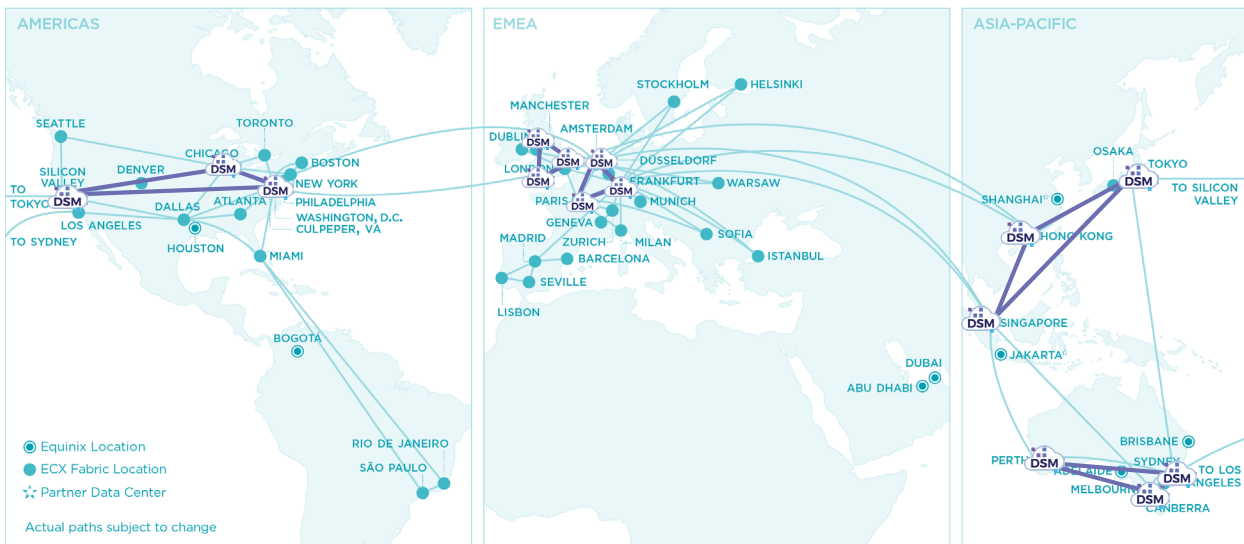 AMERICAS
SEATTLE
TORONTO
CHICAGO
BOSTON
SILICON
VALLEY
DENVER
DSM
DSM
DSM
NEW YORK
TO
TOKYO
PHILADELPHIA
DALLAS
ATLANTA
WASHINGTON, D.C.
CULPEPER, VA
LOS ANGELES
TO SYDNEY
HOUSTON
MIAMI
BOGOTA
RIO DE JANEIRO
SÃO PAULO
Equinix Location
ECX Fabric Location
☆ Partner Data Center
Actual paths subject to change
EMEA
STOCKHOLM
HELSINKI
MANCHESTER
AMSTERDAM
DUBLIN
DSM
DSM
DSM
DÜSSELDORF
LONDON
DSM
FRANKFURT
DSM
WARSAW
PARIS
DSM
MUNICH
GENEVA
MADRID
ZURICH
MILAN
SOFIA
BARCELONA
ISTANBUL
SEVILLE
LISBON
DUBAI
ABU DHABI
ASIA-PACIFIC
OSAKA
TOKYO
DSM
TO SILICON
VALLEY
SHANGHAI☆
DSM
HONG KONG
DSM
SINGAPORE
JAKARTA☆
BRISBANE
PERTH
DSM
ADELAIDE
SYDNEY
DSM
TO LOS
ANGELES
MELBOURNE
DSM
CANBERRA